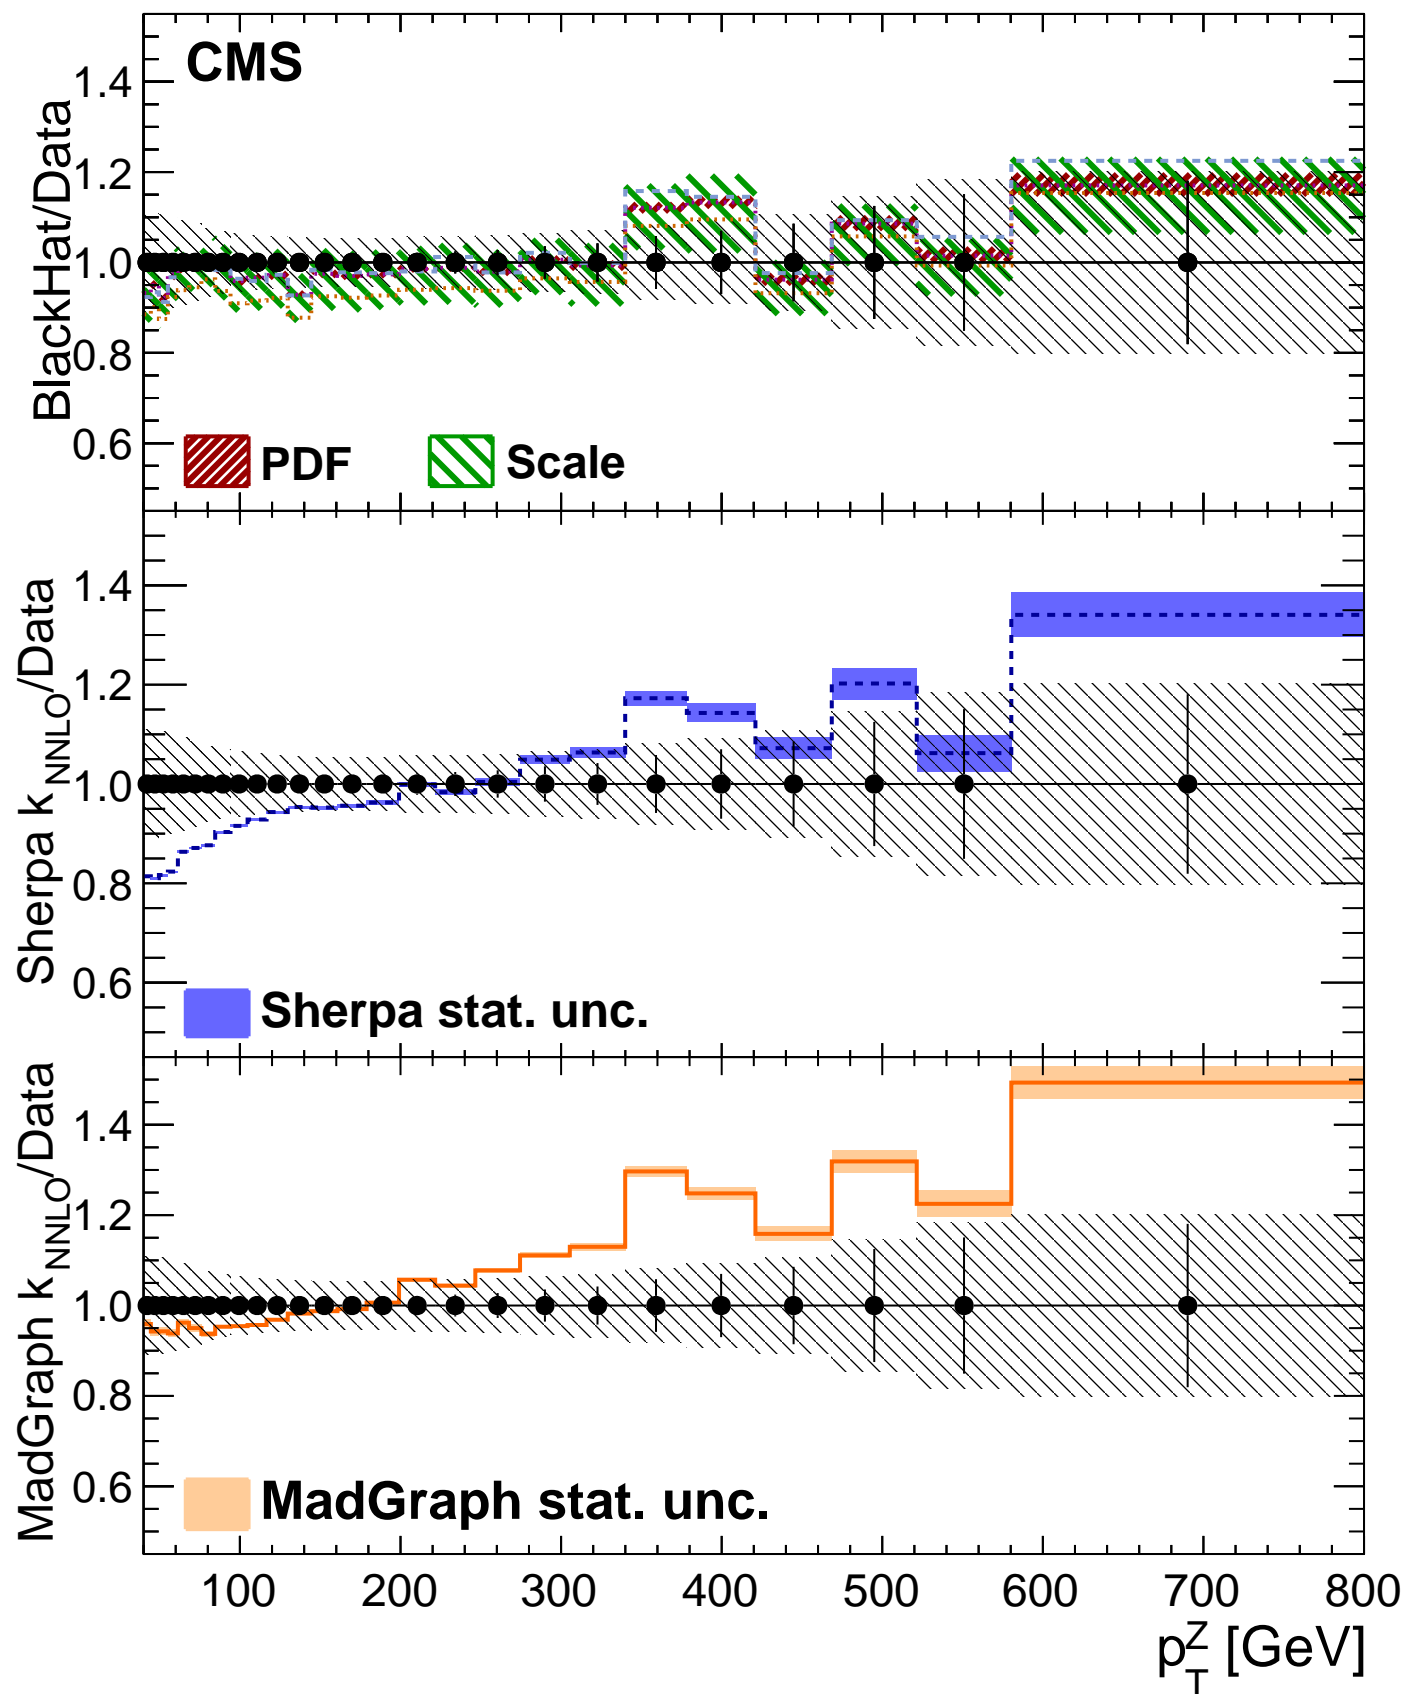 CMS
BlackHat/Data
1.4
1.2
1.0
0.8
0.6
PDF
Scale
Sherpa k_NNLO/Data
1.4
1.2
1.0
0.8
0.6
Sherpa stat. unc.
MadGraph k_NNLO/Data
1.4
1.2
1.0
0.8
0.6
MadGraph stat. unc.
100 200 300 400 500 600 700 800
p_T^Z [GeV]